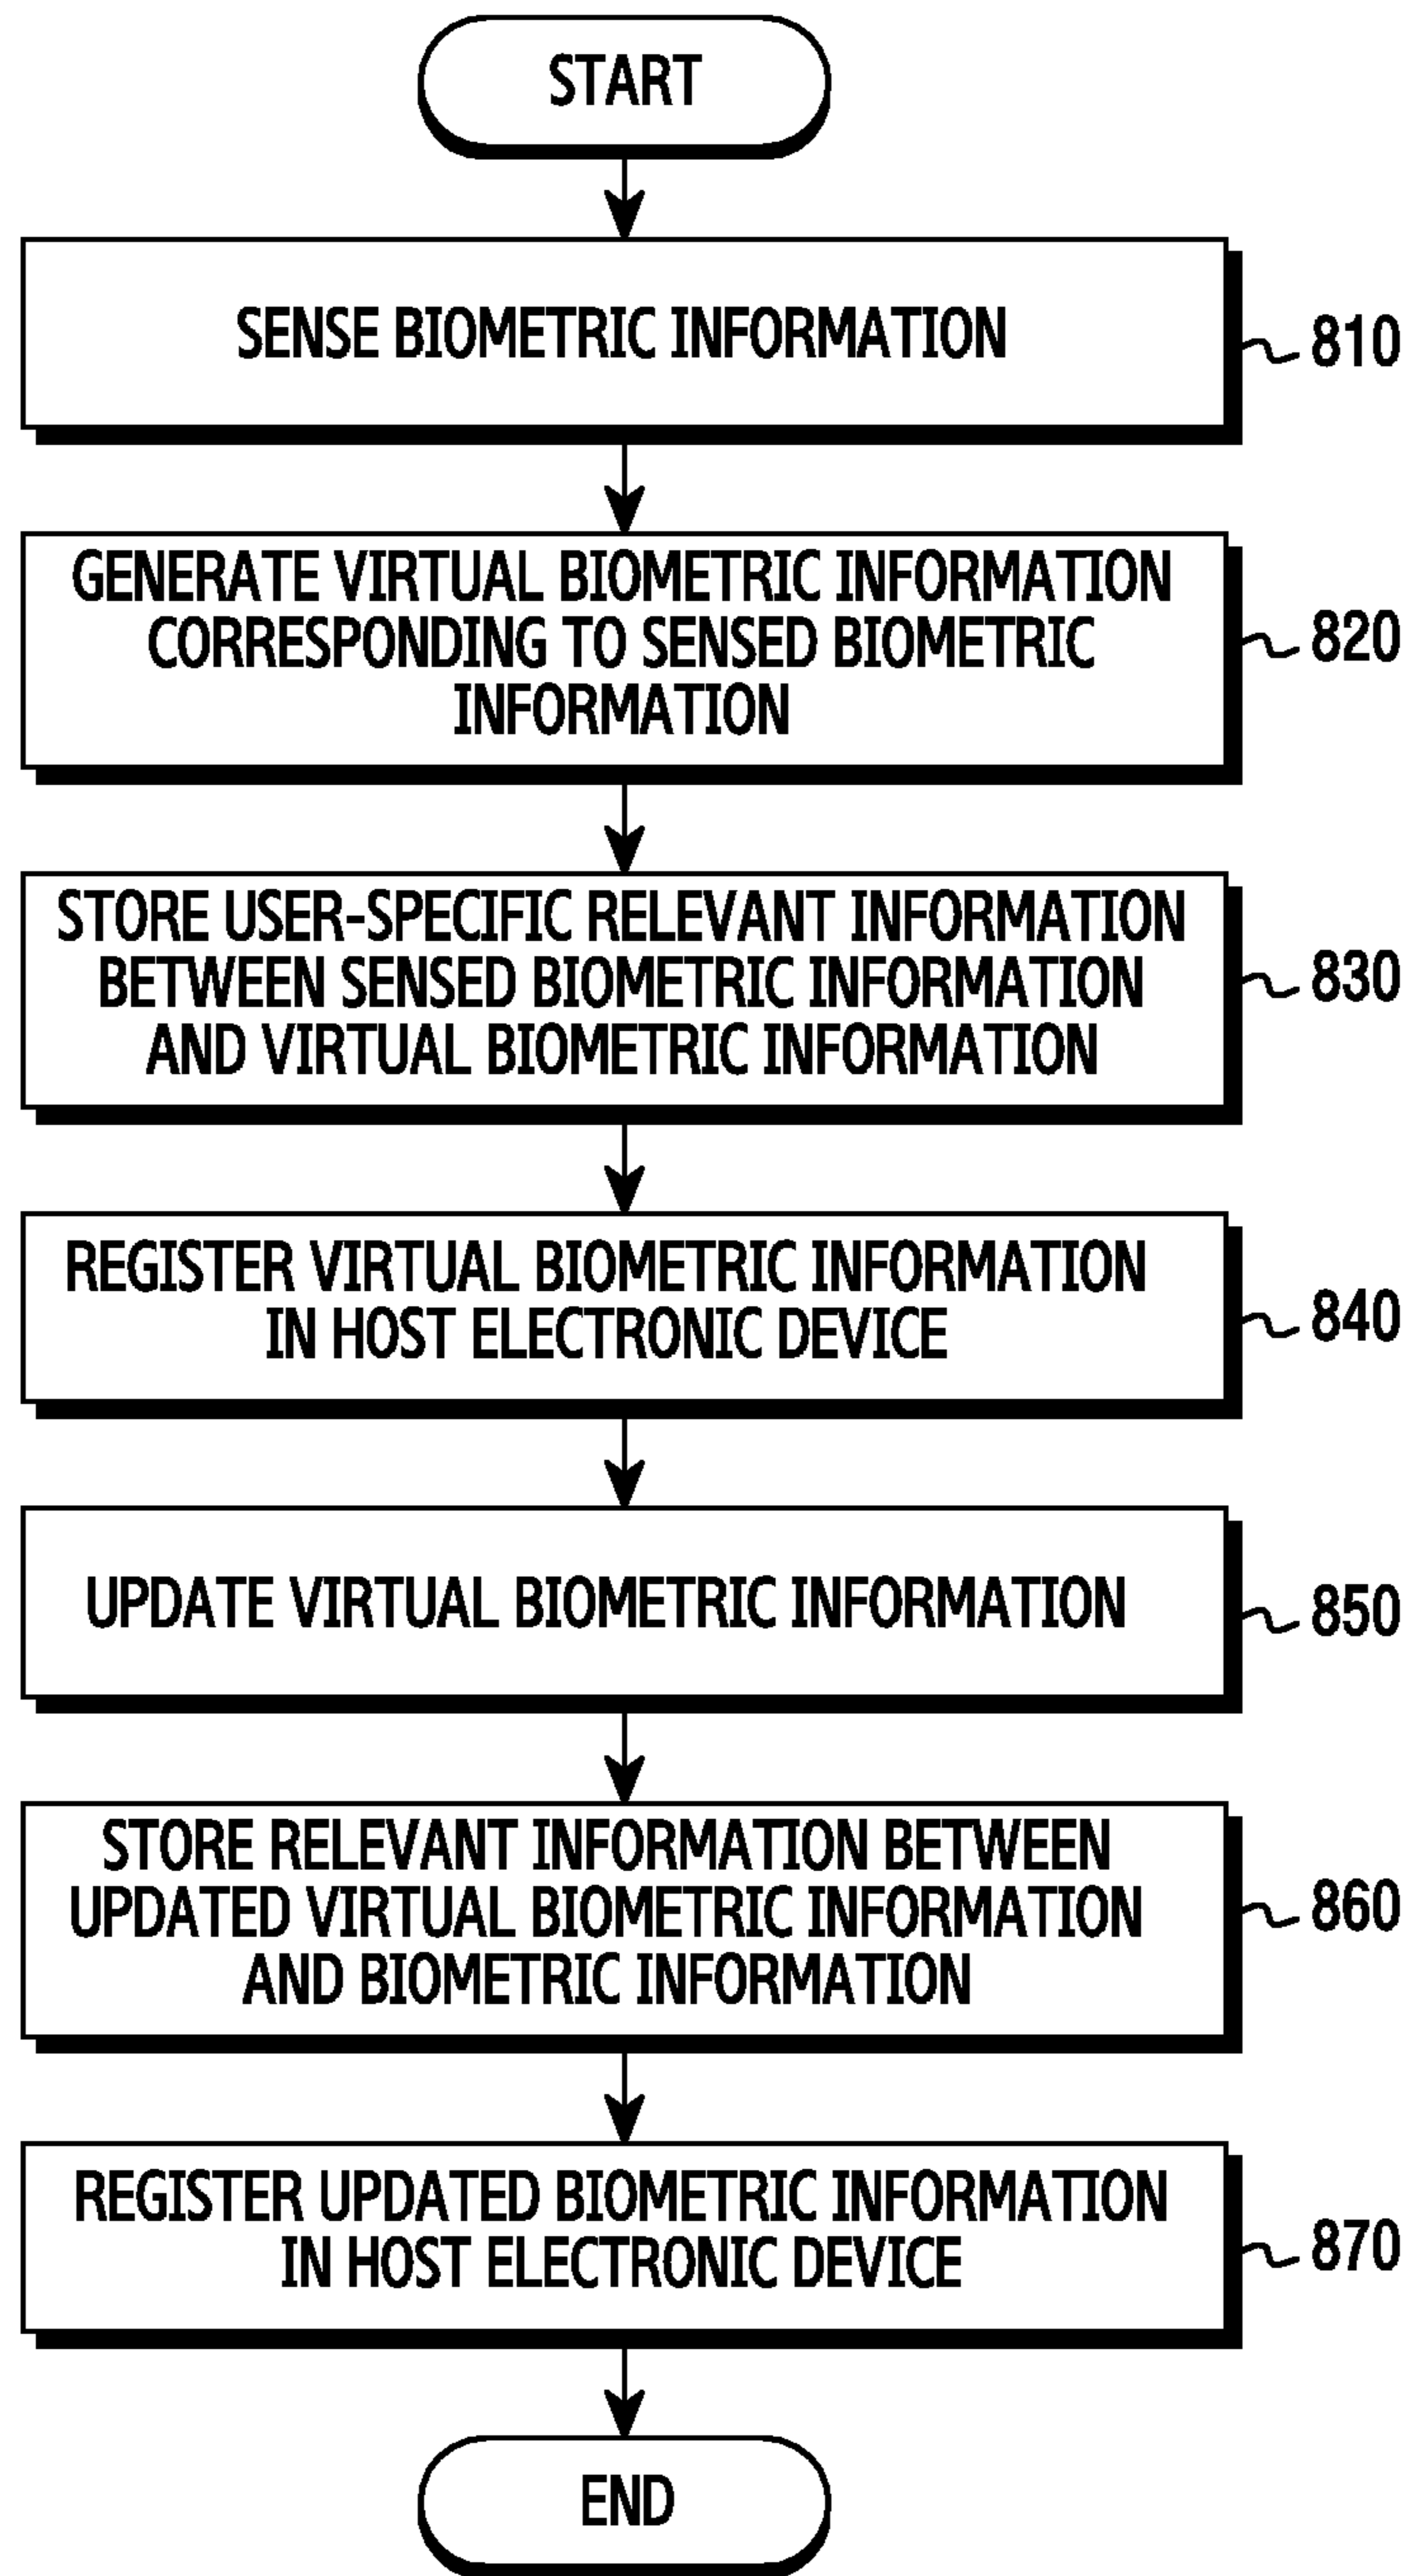 START
SENSE BIOMETRIC INFORMATION
810
GENERATE VIRTUAL BIOMETRIC INFORMATION
CORRESPONDING TO SENSED BIOMETRIC
INFORMATION
820
STORE USER-SPECIFIC RELEVANT INFORMATION
BETWEEN SENSED BIOMETRIC INFORMATION
AND VIRTUAL BIOMETRIC INFORMATION
830
REGISTER VIRTUAL BIOMETRIC INFORMATION
IN HOST ELECTRONIC DEVICE
840
UPDATE VIRTUAL BIOMETRIC INFORMATION
850
STORE RELEVANT INFORMATION BETWEEN
UPDATED VIRTUAL BIOMETRIC INFORMATION
AND BIOMETRIC INFORMATION
860
REGISTER UPDATED BIOMETRIC INFORMATION
IN HOST ELECTRONIC DEVICE
870
END